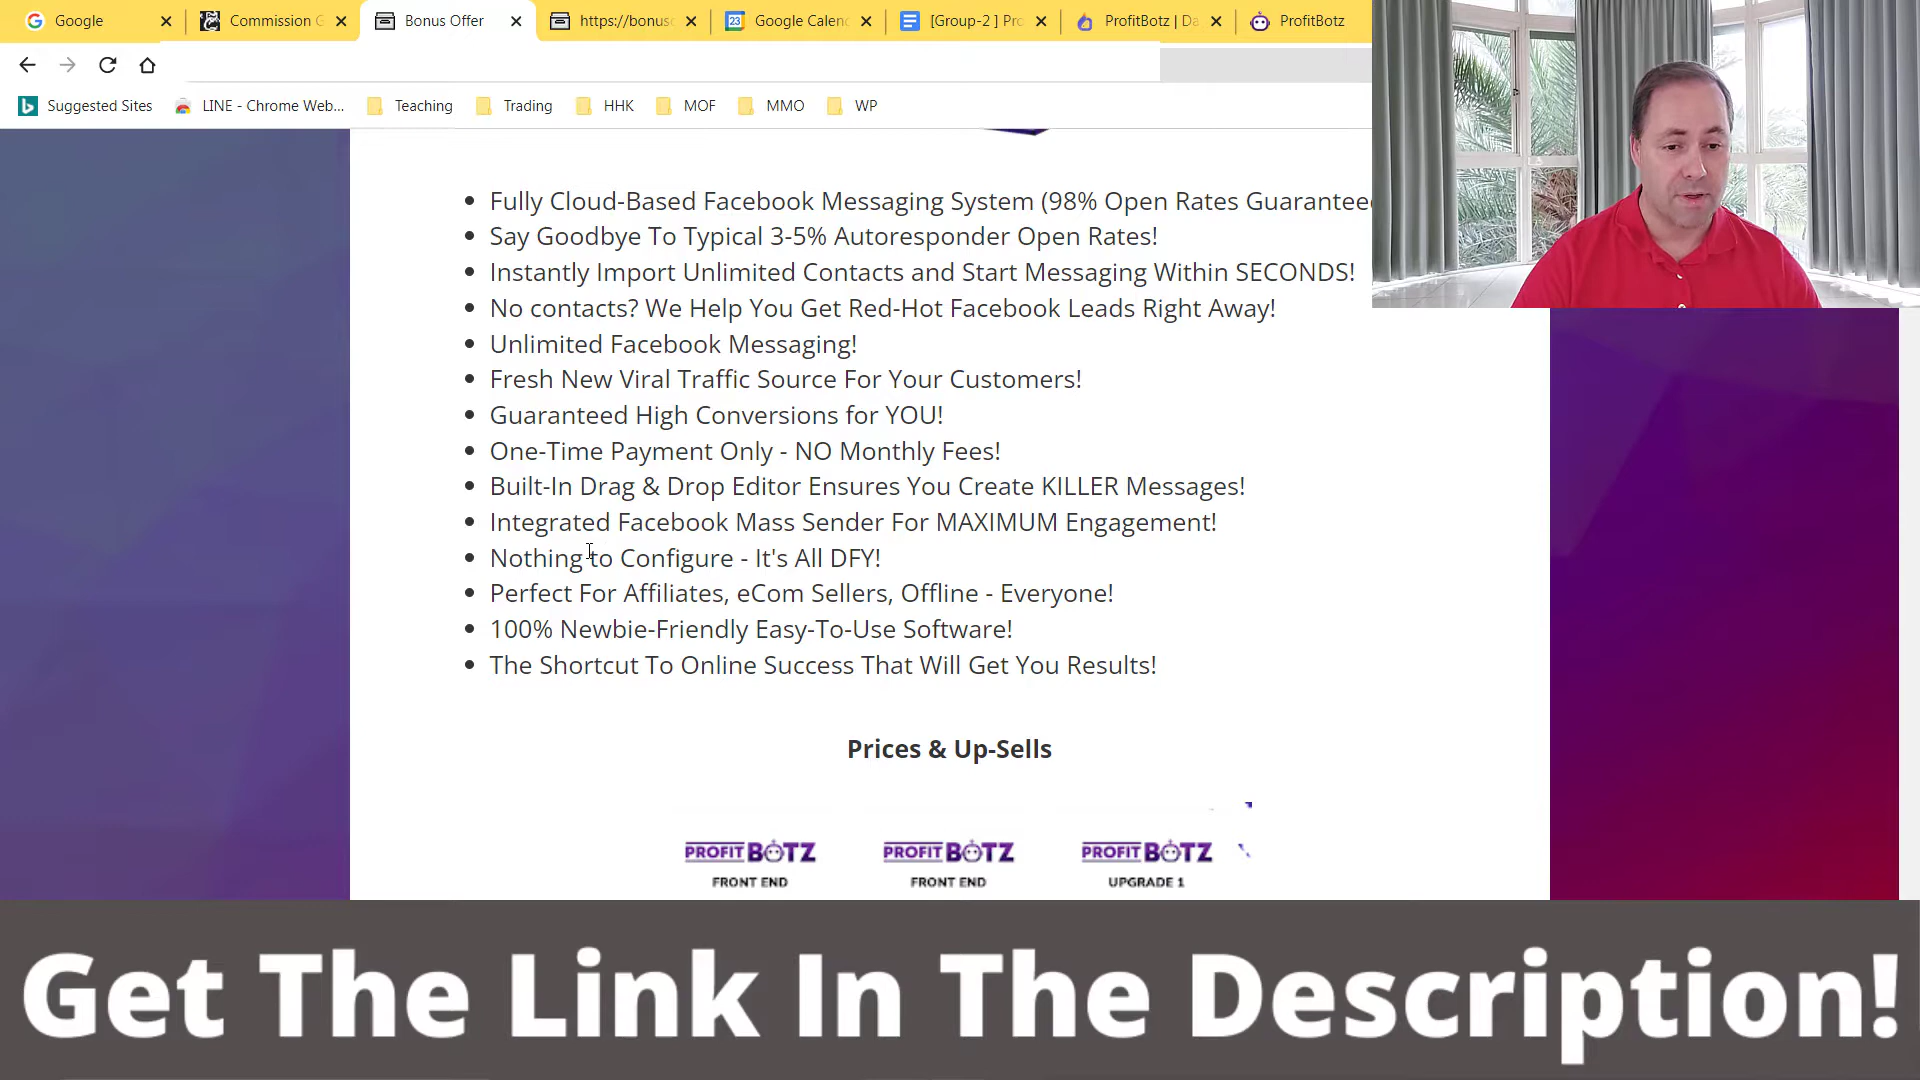 Google
Commission G
Bonus Offer
https://bonus
23
Google Calen
[Group-2 ] Pro
ProfitBotz | Da
ProfitBotz
Suggested Sites
LINE - Chrome Web...
Teaching
Trading
HHK
MOF
MMO
WP
Fully Cloud-Based Facebook Messaging System (98% Open Rates Guarantee
Say Goodbye To Typical 3-5% Autoresponder Open Rates!
Instantly Import Unlimited Contacts and Start Messaging Within SECONDS!
No contacts? We Help You Get Red-Hot Facebook Leads Right Away!
Unlimited Facebook Messaging!
Fresh New Viral Traffic Source For Your Customers!
Guaranteed High Conversions for YOU!
One-Time Payment Only - NO Monthly Fees!
Built-In Drag & Drop Editor Ensures You Create KILLER Messages!
Integrated Facebook Mass Sender For MAXIMUM Engagement!
Nothing to Configure - It's All DFY!
Perfect For Affiliates, eCom Sellers, Offline - Everyone!
100% Newbie-Friendly Easy-To-Use Software!
The Shortcut To Online Success That Will Get You Results!
Prices & Up-Sells
PROFIT BOTZ
FRONT END
PROFIT BOTZ
FRONT END
PROFIT BOTZ
UPGRADE 1
Get The Link In The Description!